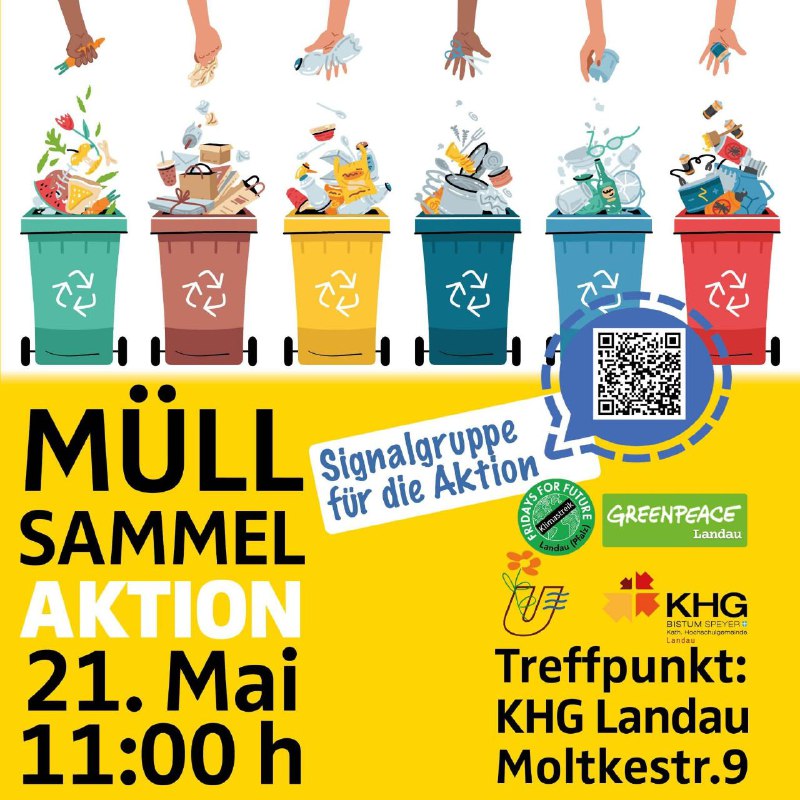 MÜLL
SAMMEL
AKTION
21. Mai
11:00 h
Signalgruppe
für die Aktion
FRIDAYS FOR FUTURE
Klimastreik
Landau (Pfalz)
GREENPEACE
Landau
U
KHG
BISTUM SPEYER
Kath. Hochschulgemeinde
Landau
Treffpunkt:
KHG Landau
Moltkestr.9